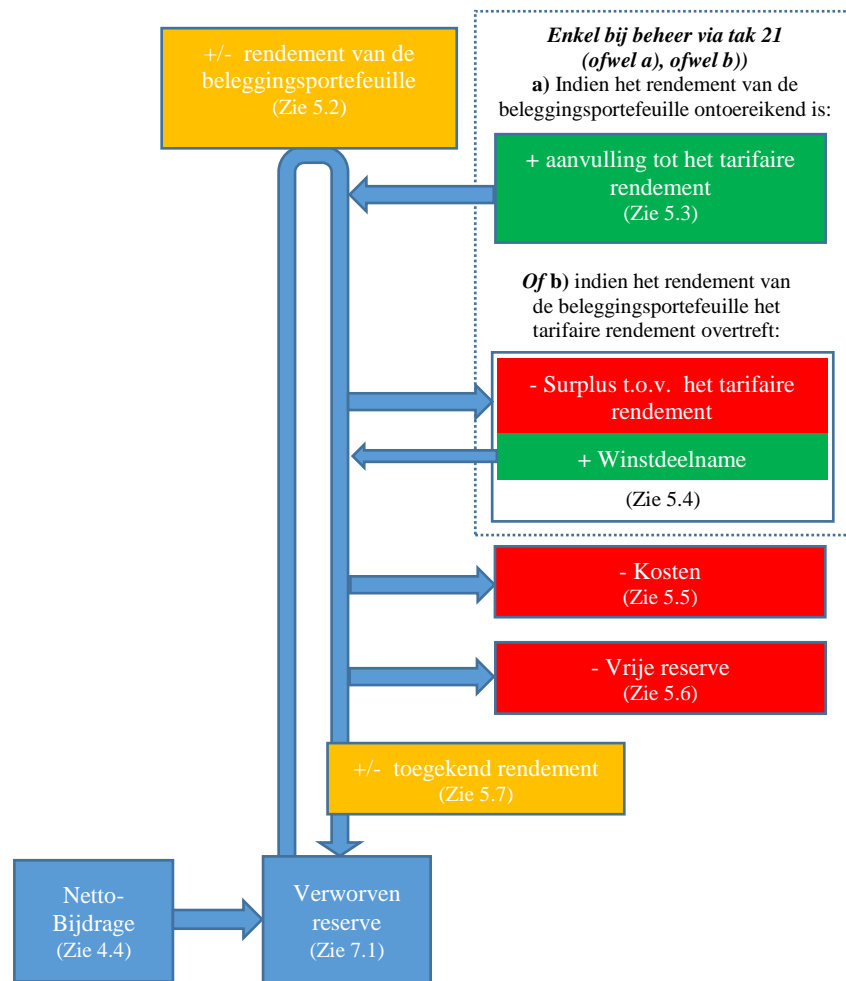 +/- rendement van de
beleggingsportefeuille
(Zie 5.2)
Enkel bij beheer via tak 21
(ofwel a), ofwel b))
a) Indien het rendement van de
beleggingsportefeuille ontoereikend is:
+ aanvulling tot het tarifaire
rendement
(Zie 5.3)
Of b) indien het rendement van
de beleggingsportefeuille het
tarifaire rendement overtreft:
- Surplus t.o.v. het tarifaire
rendement
+ Winstdeelname
(Zie 5.4)
- Kosten
(Zie 5.5)
- Vrije reserve
(Zie 5.6)
+/- toegekend rendement
(Zie 5.7)
Netto-
Bijdrage
(Zie 4.4)
Verworven
reserve
(Zie 7.1)